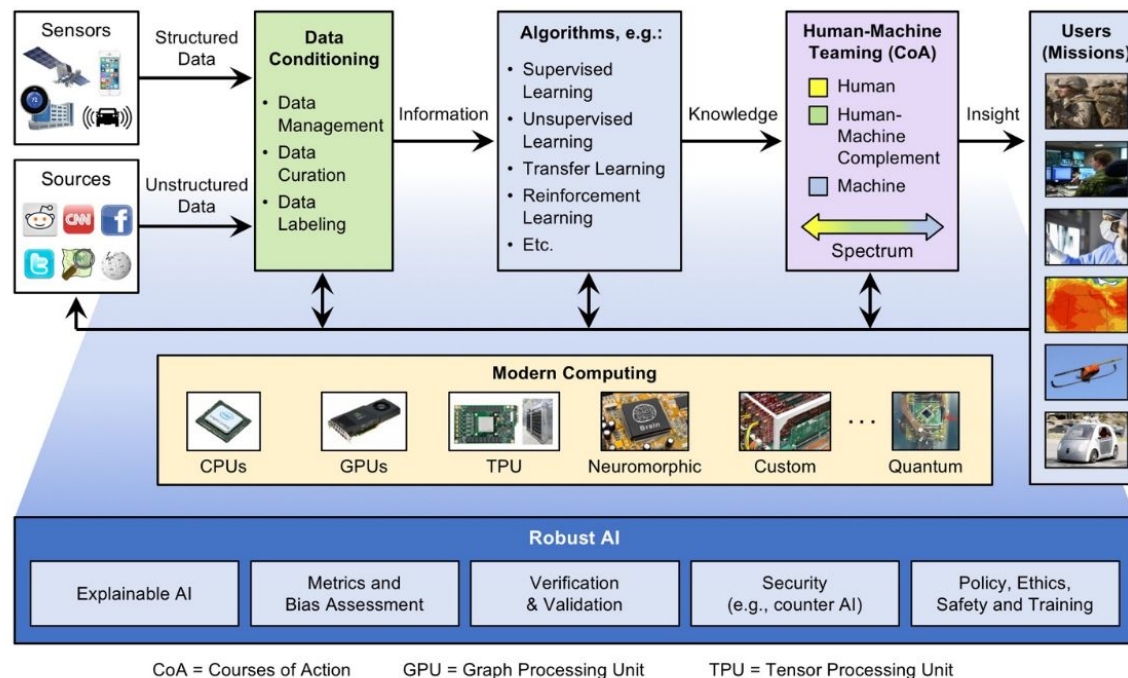 Sensors
Structured
Data
Sources
CNN
Unstructured
Data
Data
Conditioning
• Data
Management
• Data
Curation
• Data
Labeling
Information
Algorithms, e.g.:
• Supervised
Learning
• Unsupervised
Learning
• Transfer Learning
• Reinforcement
Learning
• Etc.
Knowledge
Human-Machine
Teaming (CoA)
Human
Human-
Machine
Complement
Machine
Spectrum
Insight
Users
(Missions)
Modern Computing
Brain
CPUs
GPUs
TPU
Neuromorphic
Custom
...
Quantum
Robust AI
Explainable AI
Metrics and
Bias Assessment
Verification
& Validation
Security
(e.g., counter AI)
Policy, Ethics,
Safety and Training
CoA = Courses of Action
GPU = Graph Processing Unit
TPU = Tensor Processing Unit